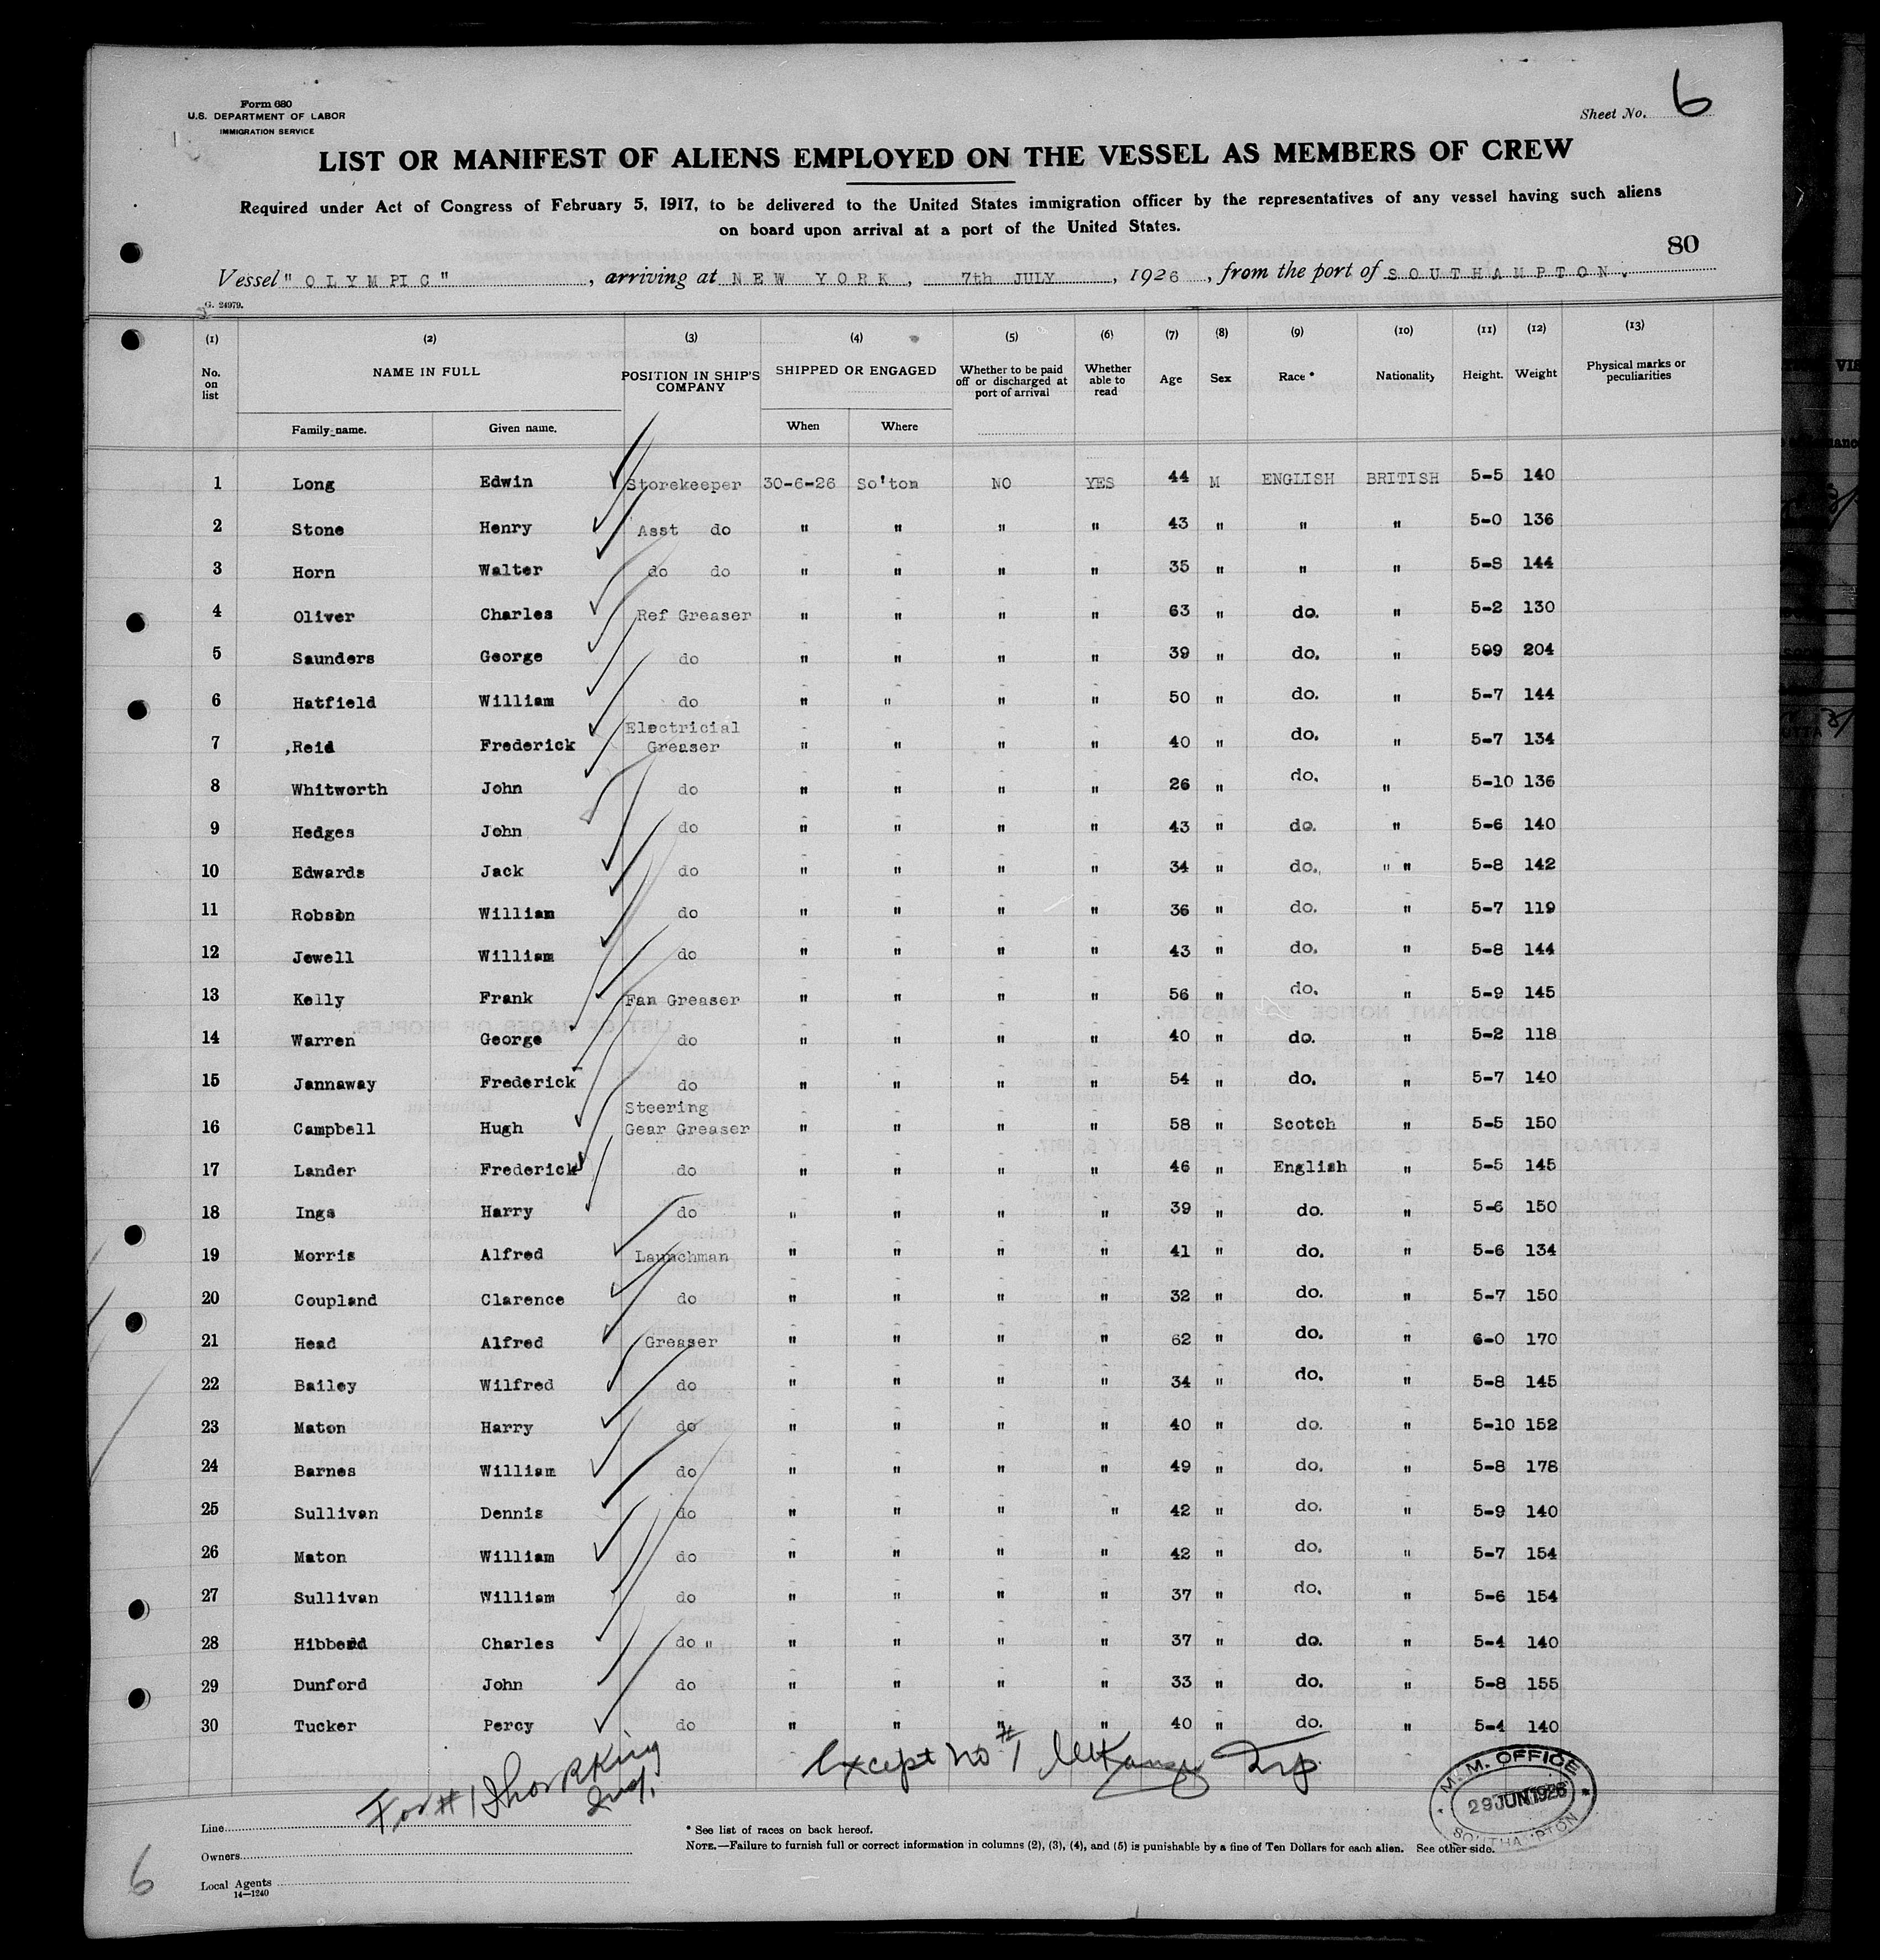 Form 680
U.S. DEPARTMENT OF LABOR
IMMIGRATION SERVICE
Sheet No. 6
LIST OR MANIFEST OF ALIENS EMPLOYED ON THE VESSEL AS MEMBERS OF CREW
Required under Act of Congress of February 5, 1917, to be delivered to the United States immigration officer by the representatives of any vessel having such aliens
on board upon arrival at a port of the United States.
80
Vessel "OLYMPIC", arriving at NEW YORK, 7th JULY, 1926, from the port of SOUTHAMPTON.
G. 24979.
(1) (2) (3) (4) (5) (6) (7) (8) (9) (10) (11) (12) (13)
No. on list NAME IN FULL POSITION IN SHIP'S COMPANY SHIPPED OR ENGAGED Whether to be paid off or discharged at port of arrival Whether able to read Age Sex Race * Nationality Height. Weight Physical marks or peculiarities
Family name. Given name. When Where
1 Long Edwin Storekeeper 30-6-26 So'ton NO YES 44 M ENGLISH BRITISH 5-5 140
2 Stone Henry Asst do " " " " 43 " " " 5-0 136
3 Horn Walter do do " " " " 35 " " " 5-8 144
4 Oliver Charles Ref Greaser " " " " 63 " do. " 5-2 130
5 Saunders George do " " " " 39 " do. " 509 204
6 Hatfield William do " " " " 50 " do. " 5-7 144
7 ,Reid Frederick Electricial Greaser " " " " 40 " do. " 5-7 134
8 Whitworth John do " " " " 26 " do. " 5-10 136
9 Hedges John do " " " " 43 " do. " 5-6 140
10 Edwards Jack do " " " " 34 " do. " " 5-8 142
11 Robson William do " " " " 36 " do. " 5-7 119
12 Jewell William do " " " " 43 " do. " 5-8 144
13 Kelly Frank Fan Greaser " " " " 56 " do. " 5-9 145
14 Warren George do " " " " 40 " do. " 5-2 118
15 Jannaway Frederick do " " " " 54 " do. " 5-7 140
16 Campbell Hugh Steering Gear Greaser " " " " 58 " Scotch " 5-5 150
17 Lander Frederick do " " " " 46 " English " 5-5 145
18 Ings Harry do " " " " 39 " do. " 5-6 150
19 Morris Alfred Launchman " " " " 41 " do. " 5-6 134
20 Coupland Clarence do " " " " 32 " do. " 5-7 150
21 Head Alfred Greaser " " " " 62 " do. " 6-0 170
22 Bailey Wilfred do " " " " 34 " do. " 5-8 145
23 Maton Harry do " " " " 40 " do. " 5-10 152
24 Barnes William do " " " " 49 " do. " 5-8 178
25 Sullivan Dennis do " " " " 42 " do. " 5-9 140
26 Maton William do " " " " 42 " do. " 5-7 154
27 Sullivan William do " " " " 37 " do. " 5-6 154
28 Hibberd Charles do " " " " " 37 " do. " 5-4 140
29 Dunford John do " " " " 33 " do. " 5-8 155
30 Tucker Percy do " " " " 40 " do. " 5-4 140
Except no #1
For #1
M.M. OFFICE
29 JUN 1926
SOUTHAMPTON
Line
Owners
Local Agents
14—1240
* See list of races on back hereof.
NOTE.—Failure to furnish full or correct information in columns (2), (3), (4), and (5) is punishable by a fine of Ten Dollars for each alien. See other side.
6